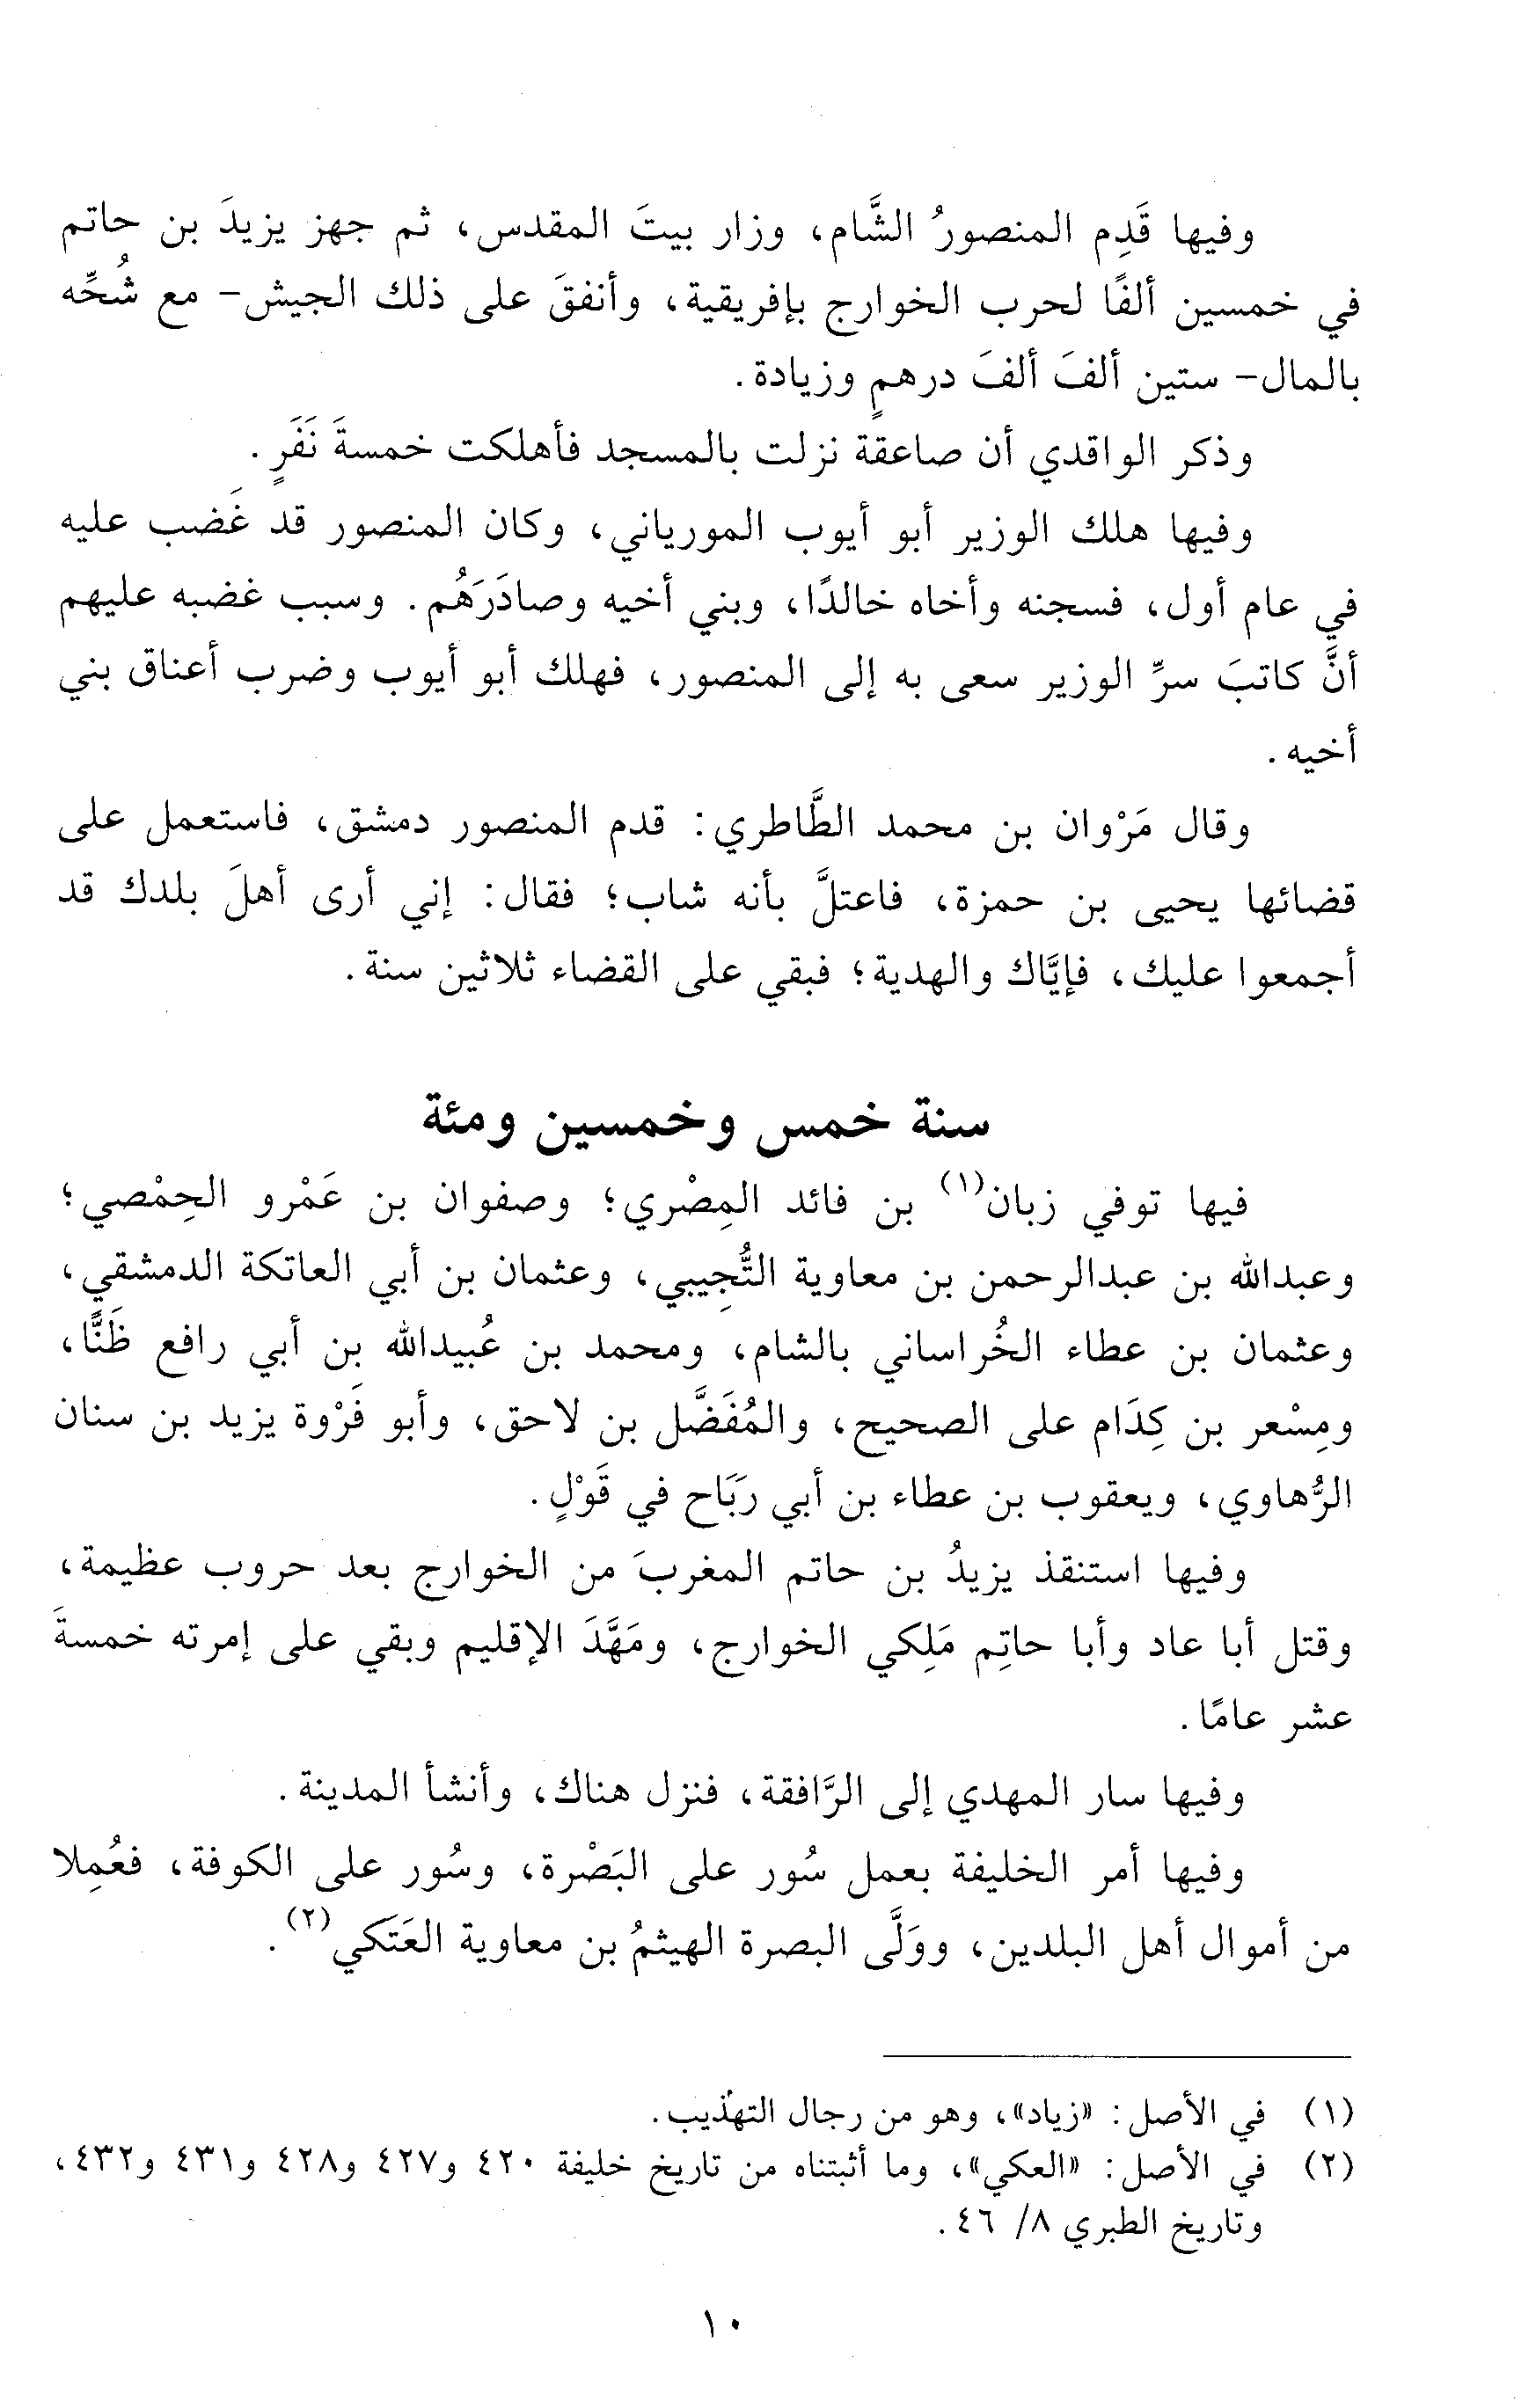 وفيها قَدِم المنصورُ الشَّام، وزار بيتَ المقدس، ثم جهز يزيدَ بن حاتم
في خمسين ألفًا لحرب الخوارج بإفريقية، وأنفقَ على ذلك الجيش- مع شُحِّه
بالمال- ستين ألفَ ألفَ درهمٍ وزيادة.
وذكر الواقدي أن صاعقة نزلت بالمسجد فأهلكت خمسةَ نَفَرٍ.
وفيها هلك الوزير أبو أيوب المورياني، وكان المنصور قد غَضب عليه
في عام أول، فسجنه وأخاه خالدًا، وبني أخيه وصادَرَهُم. وسبب غضبه عليهم
أنَّ كاتبَ سرِّ الوزير سعى به إلى المنصور، فهلك أبو أيوب وضرب أعناق بني
أخيه.
وقال مَرْوان بن محمد الطَّاطري: قدم المنصور دمشق، فاستعمل على
قضائها يحيى بن حمزة، فاعتلَّ بأنه شاب؛ فقال: إني أرى أهلَ بلدك قد
أجمعوا عليك، فإيَّاك والهدية؛ فبقي على القضاء ثلاثين سنة.
سنة خمس وخمسين ومئة
فيها توفي زبان(١) بن فائد المِصْري؛ وصفوان بن عَمْرو الحِمْصي؛
وعبدالله بن عبدالرحمن بن معاوية التُّجِيبي، وعثمان بن أبي العاتكة الدمشقي،
وعثمان بن عطاء الخُراساني بالشام، ومحمد بن عُبيدالله بن أبي رافع ظَنًّا،
ومِسْعر بن كِدَام على الصحيح، والمُفَضَّل بن لاحق، وأبو فَرْوة يزيد بن سنان
الرُّهاوي، ويعقوب بن عطاء بن أبي رَبَاح في قَوْلٍ.
وفيها استنقذ يزيدُ بن حاتم المغربَ من الخوارج بعد حروب عظيمة،
وقتل أبا عاد وأبا حاتِم مَلِكي الخوارج، ومَهَّدَ الإقليم وبقي على إمرته خمسةَ
عشر عامًا.
وفيها سار المهدي إلى الرَّافقة، فنزل هناك، وأنشأ المدينة.
وفيها أمر الخليفة بعمل سُور على البَصْرة، وسُور على الكوفة، فعُمِلا
من أموال أهل البلدين، ووَلَّى البصرة الهيثمُ بن معاوية العَتَكي(٢).
(١) في الأصل: «زياد»، وهو من رجال التهذيب.
(٢) في الأصل: «العكي»، وما أثبتناه من تاريخ خليفة ٤٢٠ و٤٢٧ و٤٢٨ و٤٣١ و٤٣٢،
وتاريخ الطبري ٨/ ٤٦.
١٠